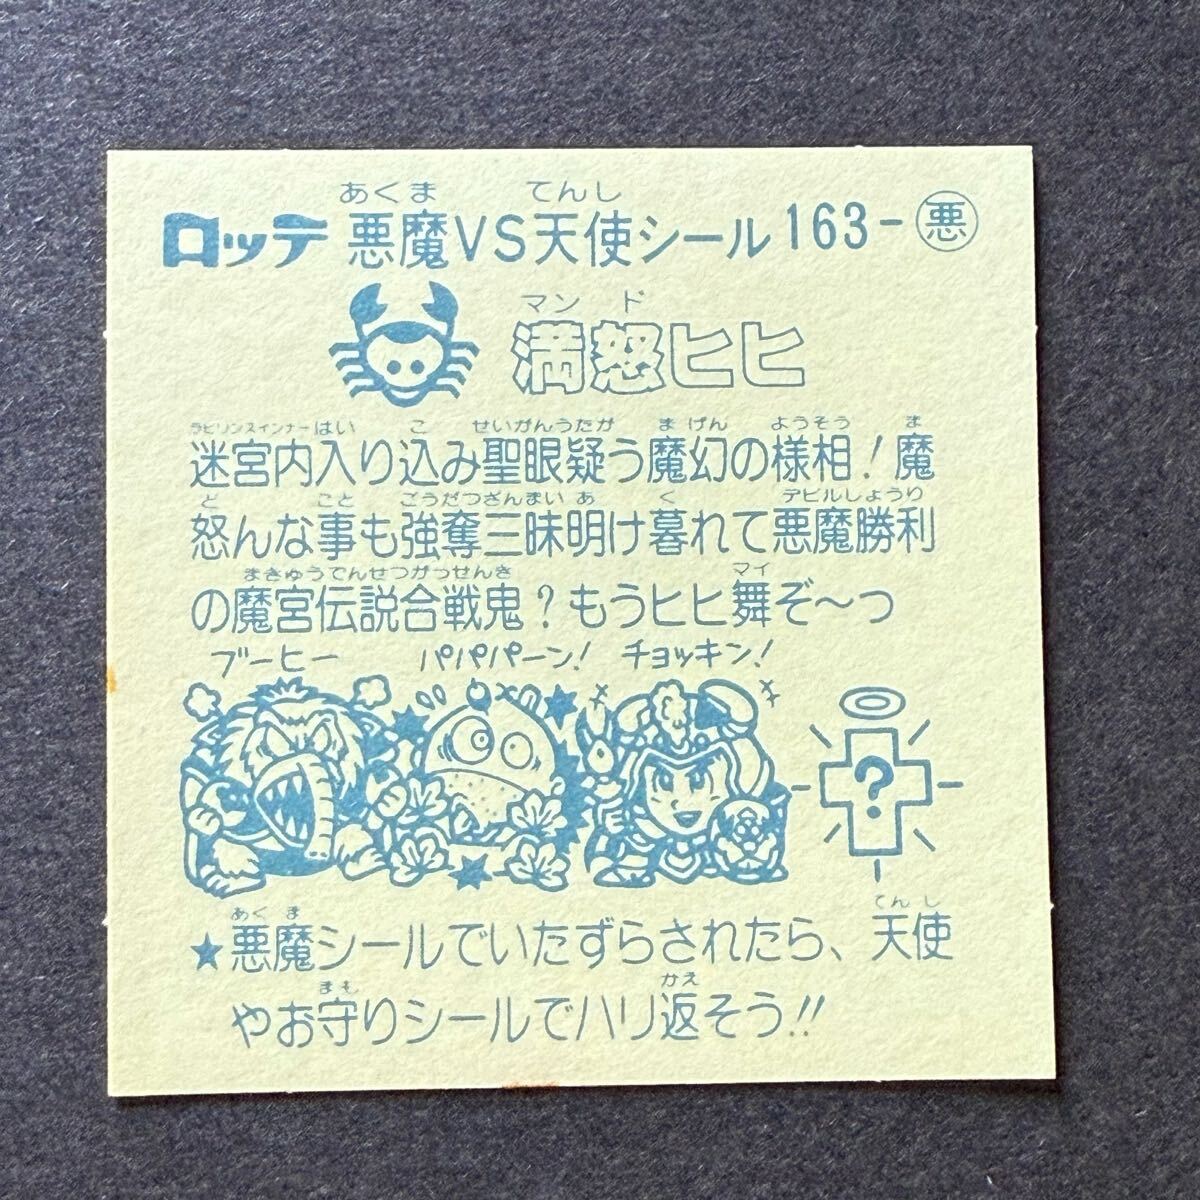 ロッテ 悪魔VS天使シール 163-悪
あくま てんし
マンド
満怒ヒヒ
ラビリンスインナー はい こ せいがんうたが まげん ようそう ま
迷宮内入り込み聖眼疑う魔幻の様相!魔
ど こと ごうだつざんまい あ く デビルしょうり
怒んな事も強奪三昧明け暮れて悪魔勝利
まきゅうでんせつがっせんき マイ
の魔宮伝説合戦鬼?もうヒヒ舞ぞ〜つ
ブーヒー パパパーン! チョッキン!
?
あくま てんし
★悪魔シールでいたずらされたら、天使
まも かえ
やお守りシールでハリ返そう!!